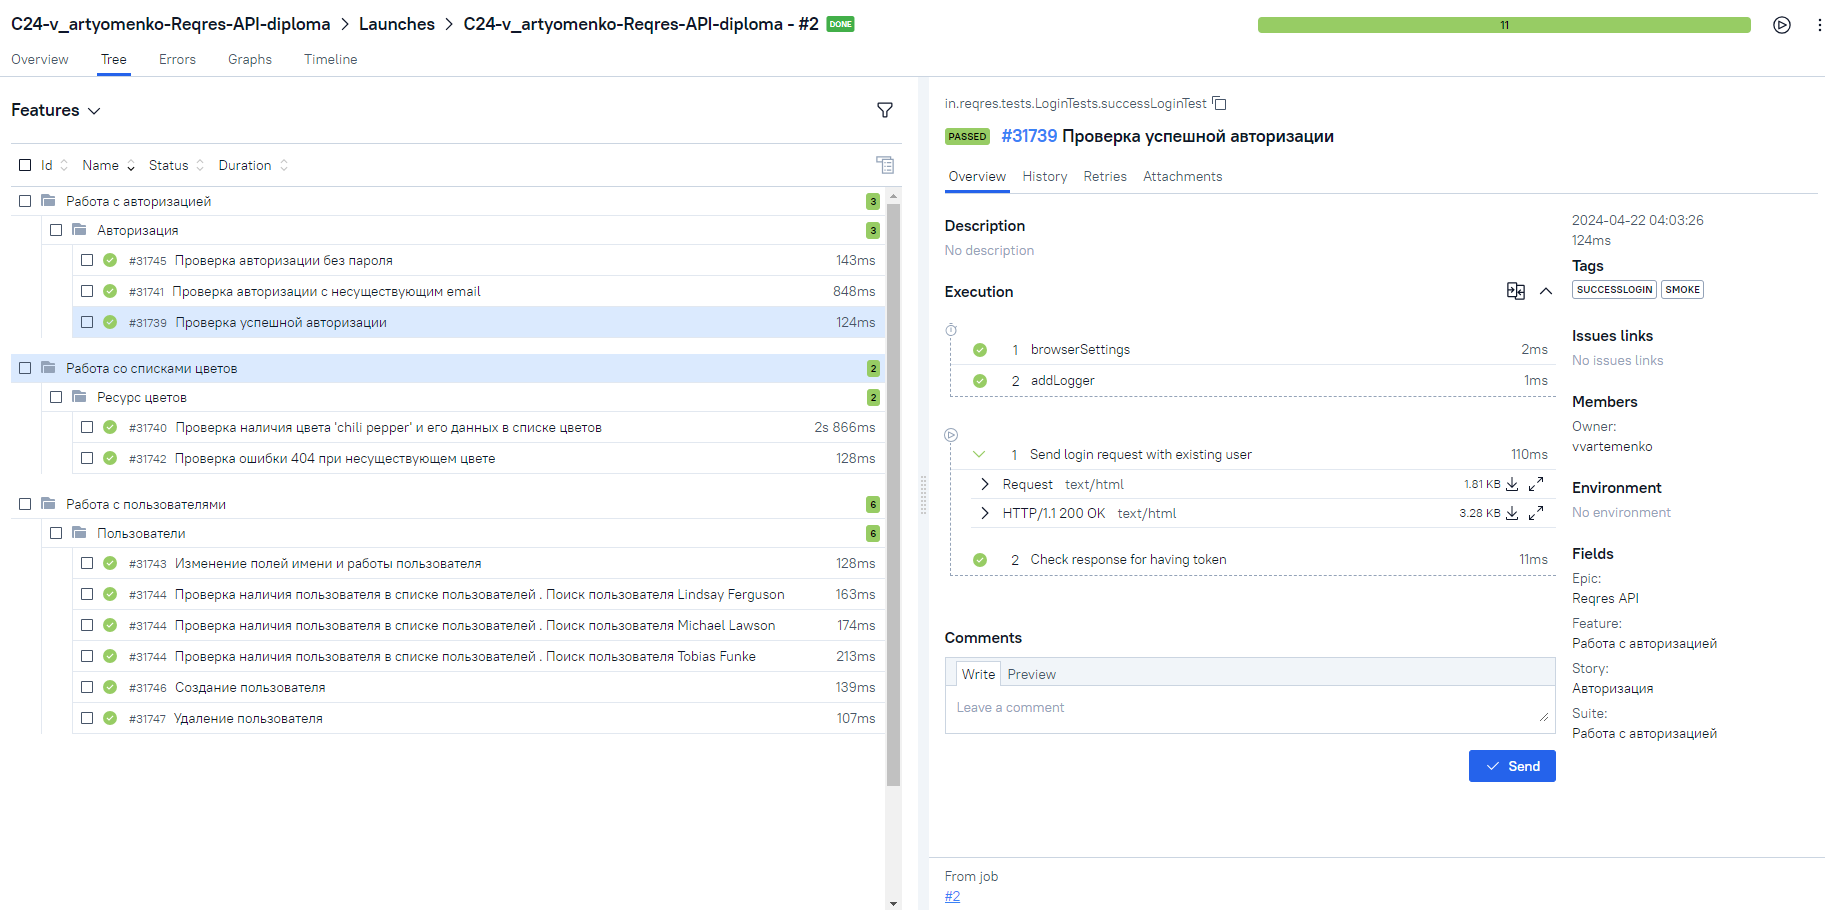 C24-v_artyomenko-Reqres-API-diploma > Launches > C24-v_artyomenko-Reqres-API-diploma - #2 DONE
11
Overview Tree Errors Graphs Timeline
Features
Id Name Status Duration
Работа с авторизацией 3
Авторизация 3
#31745 Проверка авторизации без пароля 143ms
#31741 Проверка авторизации с несуществующим email 848ms
#31739 Проверка успешной авторизации 124ms
Работа со списками цветов 2
Ресурс цветов 2
#31740 Проверка наличия цвета 'chili pepper' и его данных в списке цветов 2s 866ms
#31742 Проверка ошибки 404 при несуществующем цвете 128ms
Работа с пользователями 6
Пользователи 6
#31743 Изменение полей имени и работы пользователя 128ms
#31744 Проверка наличия пользователя в списке пользователей . Поиск пользователя Lindsay Ferguson 163ms
#31744 Проверка наличия пользователя в списке пользователей . Поиск пользователя Michael Lawson 174ms
#31744 Проверка наличия пользователя в списке пользователей . Поиск пользователя Tobias Funke 213ms
#31746 Создание пользователя 139ms
#31747 Удаление пользователя 107ms
in.reqres.tests.LoginTests.successLoginTest
PASSED #31739 Проверка успешной авторизации
Overview History Retries Attachments
Description
No description
Execution
1 browserSettings 2ms
2 addLogger 1ms
1 Send login request with existing user 110ms
Request text/html 1.81 KB
HTTP/1.1 200 OK text/html 3.28 KB
2 Check response for having token 11ms
Comments
Write Preview
Leave a comment
Send
2024-04-22 04:03:26
124ms
Tags
SUCCESSLOGIN SMOKE
Issues links
No issues links
Members
Owner:
vvartemenko
Environment
No environment
Fields
Epic:
Reqres API
Feature:
Работа с авторизацией
Story:
Авторизация
Suite:
Работа с авторизацией
From job
#2